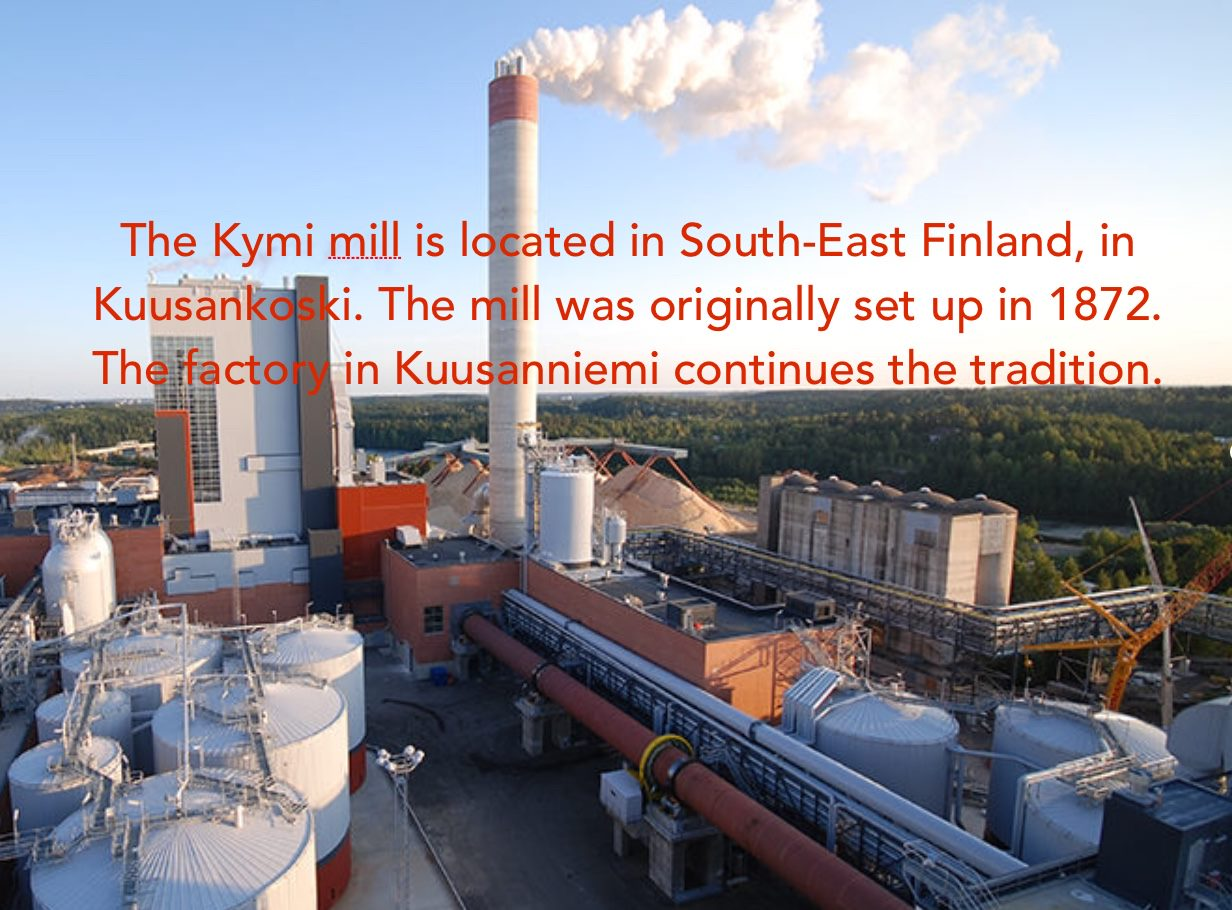 The Kymi mill is located in South-East Finland, in
Kuusankoski. The mill was originally set up in 1872.
The factory in Kuusanniemi continues the tradition.